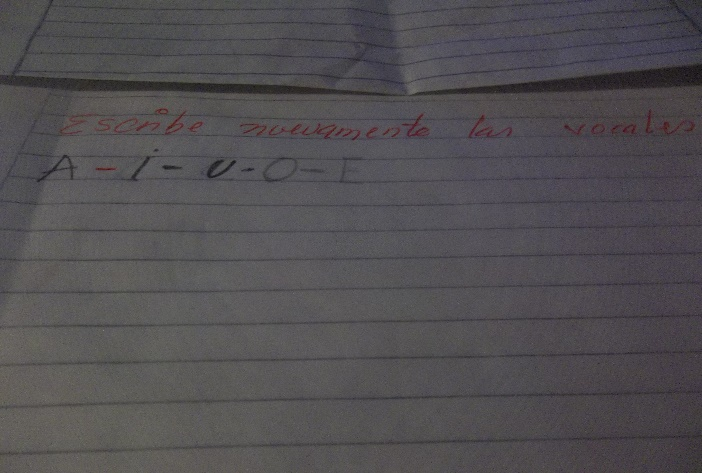 Escribe nuevamente las vocales
A - i - U - O - E